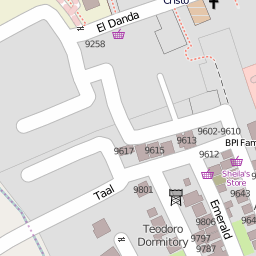 Cristo
El Danda
9258
9602-9610
9613
BPI Fam
9617
9615
9612
Sheila's
Store
Taal
9801
9643
Emerald
Teodoro
Dormitory
9806
9797
9787